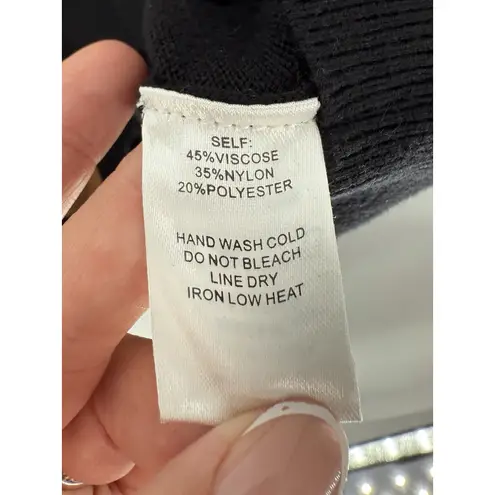 SELF:
45%VISCOSE
35%NYLON
20%POLYESTER
HAND WASH COLD
DO NOT BLEACH
LINE DRY
IRON LOW HEAT